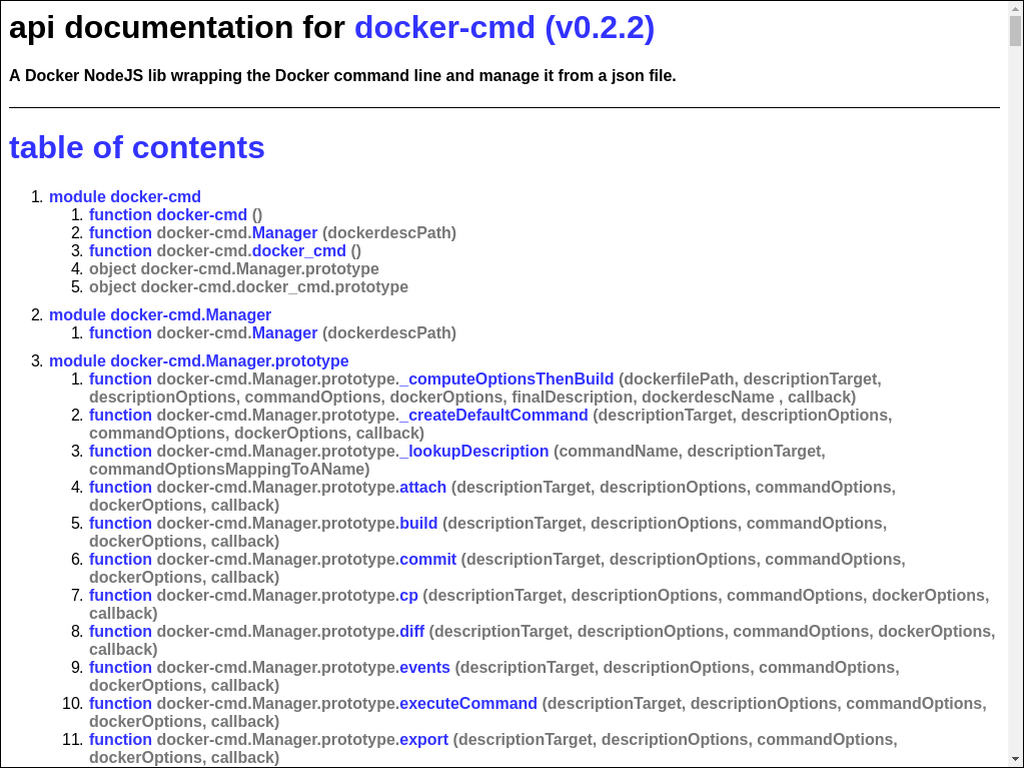 api documentation for docker-cmd (v0.2.2)
A Docker NodeJS lib wrapping the Docker command line and manage it from a json file.
table of contents
1. module docker-cmd
1. function docker-cmd ()
2. function docker-cmd.Manager (dockerdescPath)
3. function docker-cmd.docker_cmd ()
4. object docker-cmd.Manager.prototype
5. object docker-cmd.docker_cmd.prototype
2. module docker-cmd.Manager
1. function docker-cmd.Manager (dockerdescPath)
3. module docker-cmd.Manager.prototype
1. function docker-cmd.Manager.prototype._computeOptionsThenBuild (dockerfilePath, descriptionTarget,
descriptionOptions, commandOptions, dockerOptions, finalDescription, dockerdescName , callback)
2. function docker-cmd.Manager.prototype._createDefaultCommand (descriptionTarget, descriptionOptions,
commandOptions, dockerOptions, callback)
3. function docker-cmd.Manager.prototype._lookupDescription (commandName, descriptionTarget,
commandOptionsMappingToAName)
4. function docker-cmd.Manager.prototype.attach (descriptionTarget, descriptionOptions, commandOptions,
dockerOptions, callback)
5. function docker-cmd.Manager.prototype.build (descriptionTarget, descriptionOptions, commandOptions,
dockerOptions, callback)
6. function docker-cmd.Manager.prototype.commit (descriptionTarget, descriptionOptions, commandOptions,
dockerOptions, callback)
7. function docker-cmd.Manager.prototype.cp (descriptionTarget, descriptionOptions, commandOptions, dockerOptions,
callback)
8. function docker-cmd.Manager.prototype.diff (descriptionTarget, descriptionOptions, commandOptions, dockerOptions,
callback)
9. function docker-cmd.Manager.prototype.events (descriptionTarget, descriptionOptions, commandOptions,
dockerOptions, callback)
10. function docker-cmd.Manager.prototype.executeCommand (descriptionTarget, descriptionOptions, commandOptions,
dockerOptions, callback)
11. function docker-cmd.Manager.prototype.export (descriptionTarget, descriptionOptions, commandOptions,
dockerOptions, callback)